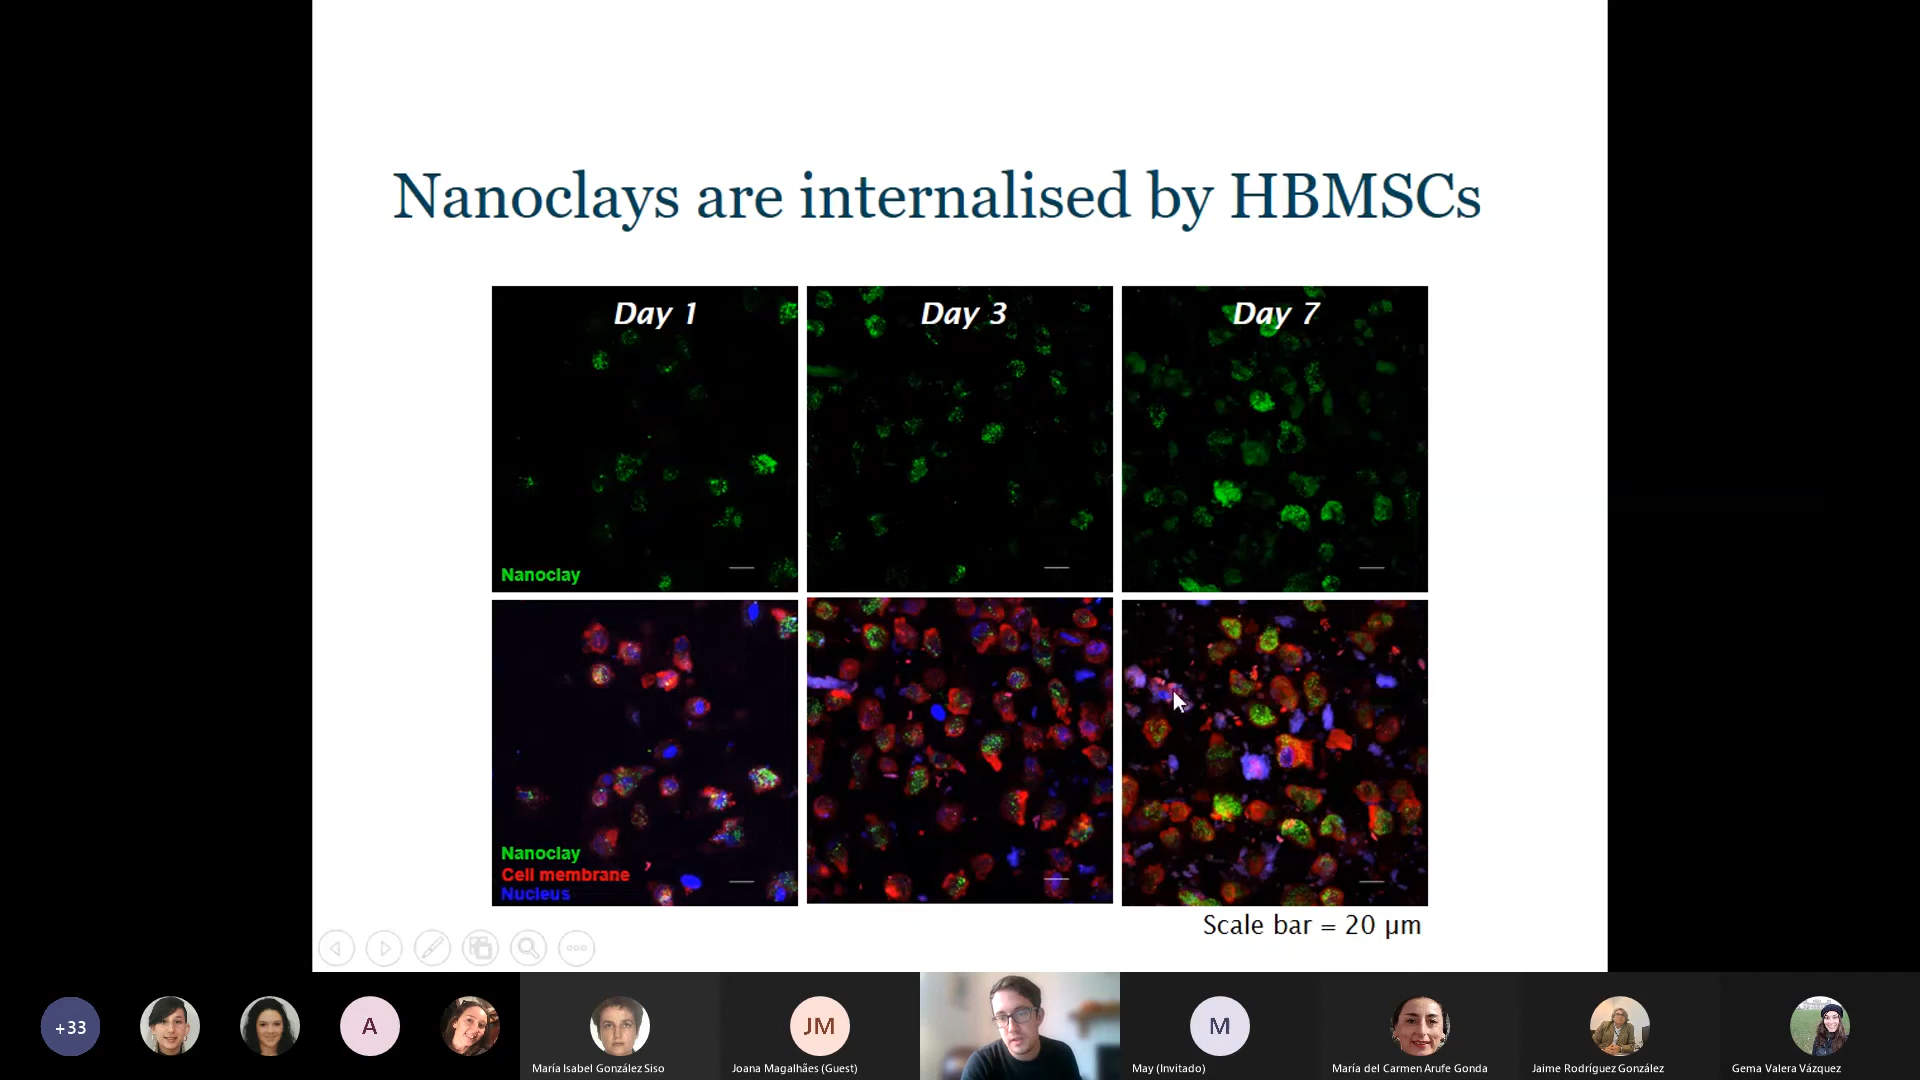 Nanoclays are internalised by HBMSCs
Day 1
Day 3
Day 7
Nanoclay
Nanoclay
Cell membrane
Nucleus
Scale bar = 20 µm
+33
A
JM
M
María Isabel González Siso
Joana Magalhães (Guest)
May (Invitado)
María del Carmen Arufe Gonda
Jaime Rodríguez González
Gema Valera Vázquez